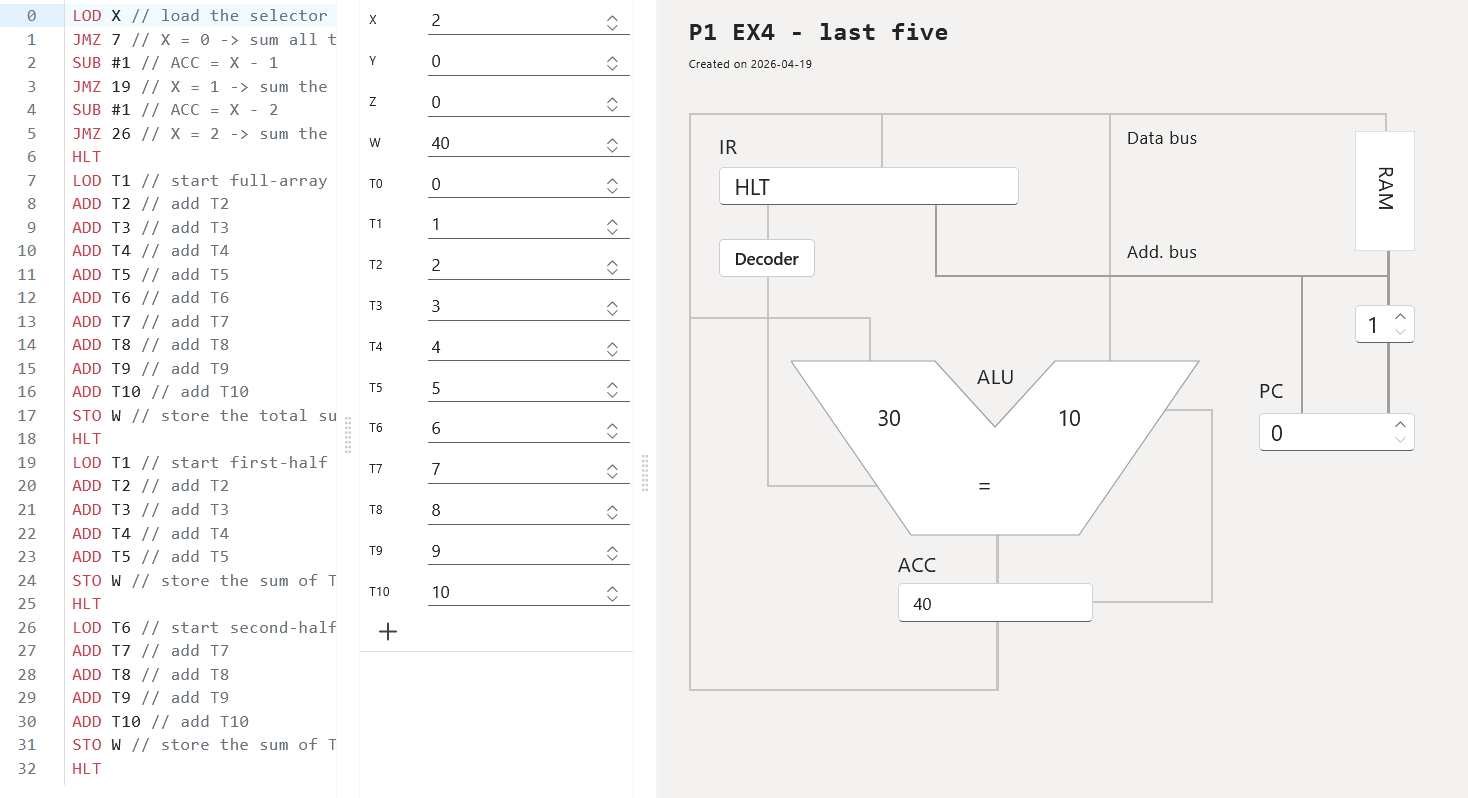 0 LOD X // load the selector
1 JMZ 7 // X = 0 -> sum all t
2 SUB #1 // ACC = X - 1
3 JMZ 19 // X = 1 -> sum the
4 SUB #1 // ACC = X - 2
5 JMZ 26 // X = 2 -> sum the
6 HLT
7 LOD T1 // start full-array
8 ADD T2 // add T2
9 ADD T3 // add T3
10 ADD T4 // add T4
11 ADD T5 // add T5
12 ADD T6 // add T6
13 ADD T7 // add T7
14 ADD T8 // add T8
15 ADD T9 // add T9
16 ADD T10 // add T10
17 STO W // store the total su
18 HLT
19 LOD T1 // start first-half
20 ADD T2 // add T2
21 ADD T3 // add T3
22 ADD T4 // add T4
23 ADD T5 // add T5
24 STO W // store the sum of T
25 HLT
26 LOD T6 // start second-half
27 ADD T7 // add T7
28 ADD T8 // add T8
29 ADD T9 // add T9
30 ADD T10 // add T10
31 STO W // store the sum of T
32 HLT
X 2
Y 0
Z 0
W 40
T0 0
T1 1
T2 2
T3 3
T4 4
T5 5
T6 6
T7 7
T8 8
T9 9
T10 10
P1 EX4 - last five
Created on 2026-04-19
Data bus
IR
HLT
RAM
Decoder
Add. bus
1
ALU
PC
30 10
0
=
ACC
40